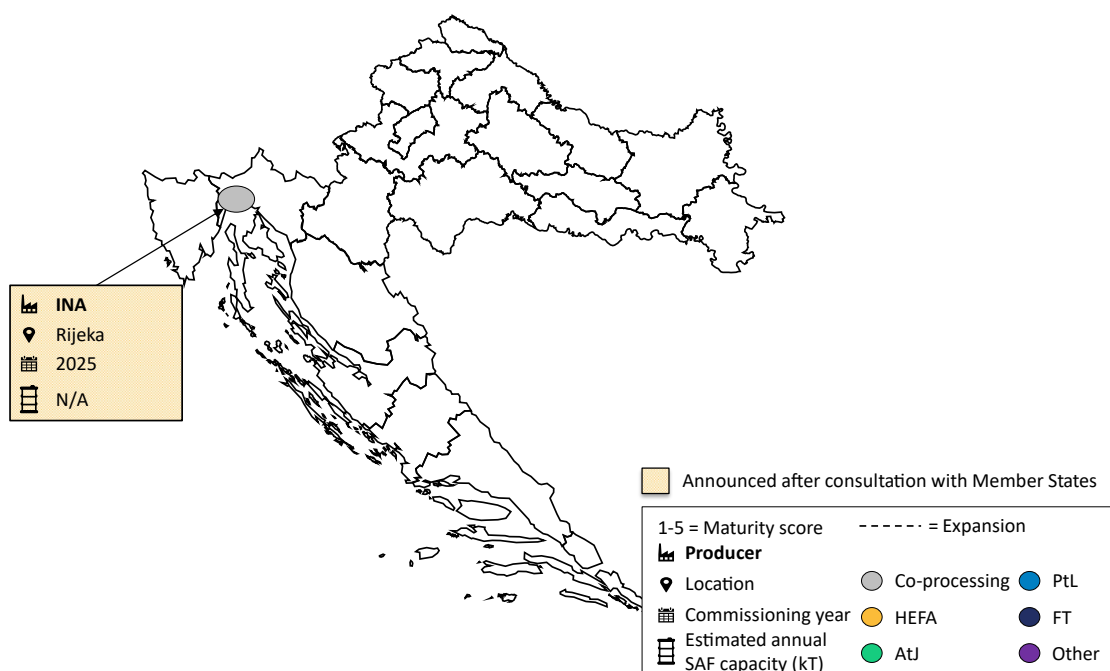 INA
Rijeka
2025
N/A
Announced after consultation with Member States
1-5 = Maturity score
= Expansion
Producer
Location
Commissioning year
Estimated annual
SAF capacity (kT)
Co-processing
PtL
HEFA
FT
AtJ
Other